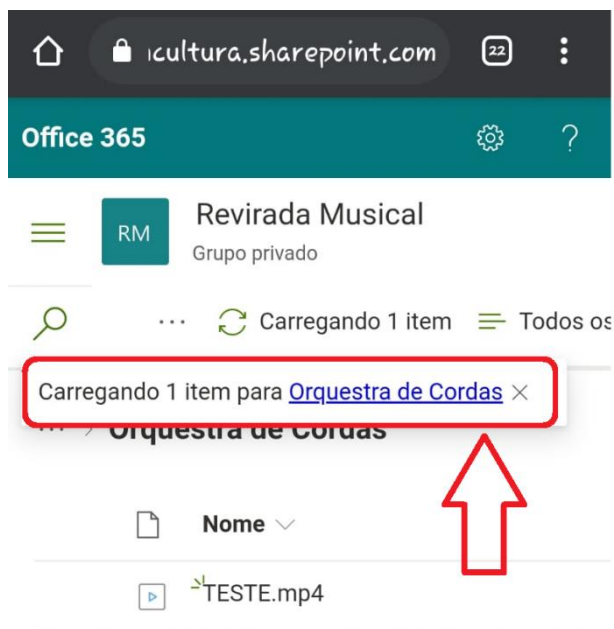 ıcultura.sharepoint.com 22
Office 365 ?
RM Revirada Musical
Grupo privado
... Carregando 1 item Todos os
Carregando 1 item para Orquestra de Cordas ×
... > Orquestra de Cordas
Nome
TESTE.mp4